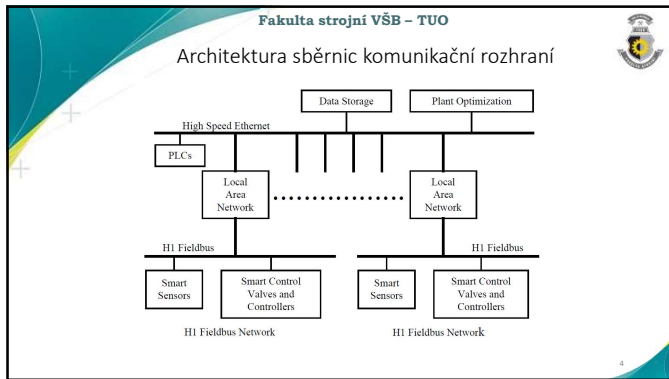 Fakulta strojní VŠB – TUO
Architektura sběrnic komunikační rozhraní
Data Storage
Plant Optimization
High Speed Ethernet
PLCs
Local
Area
Network
Local
Area
Network
H1 Fieldbus
H1 Fieldbus
Smart
Sensors
Smart Control
Valves and
Controllers
Smart
Sensors
Smart Control
Valves and
Controllers
H1 Fieldbus Network
H1 Fieldbus Network
4